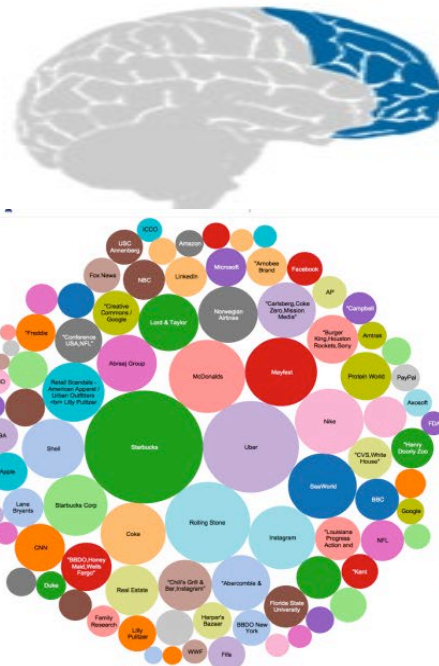 ICCO
USC
Annenberg
Amazon
Fox News
NBC
LinkedIn
Microsoft
"Amobee
Brand
Facebook
AP
"Campbell
"Creative
Commons /
Google
Lord & Taylor
Norwegian
Airlines
"Carlsberg,Coke
Zero,Mission
Media"
"Burger
King,Houston
Rockets,Sony
Amtrak
"Freddie
"Conference
USA,NFL"
Abraaj Group
McDonalds
Mayfest
Protein World
PayPal
Retail Scandals -
American Apparel /
Urban Outfitters
<br> Lilly Pulitzer
Axosoft
Shell
Starbucks
Uber
Nike
FDA
"Henry
Doorly Zoo
"CVS,White
House"
Apple
Lane
Bryants
Starbucks Corp
SeaWorld
BBC
Google
Coke
Rolling Stone
Instagram
"Louisiana
Progress
Action and
NFL
CNN
"BBDO,Honey
Maid,Wells
Fargo"
"Kent
Duke
Real Estate
"Chili's Grill &
Bar,Instagram"
"Abercombie &
Florida State
University
Family
Research
Lilly
Pulitzer
Harper's
Bazaar
BBDO New
York
WWF
Fifa